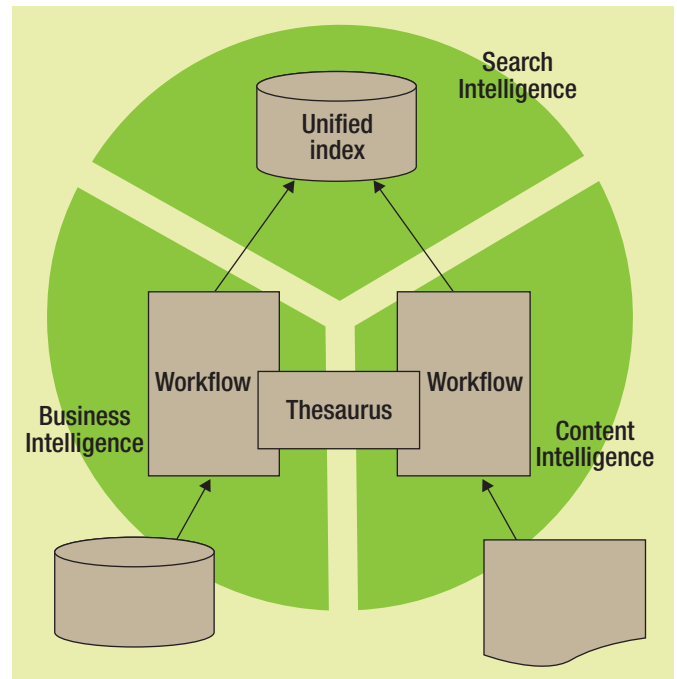 Search
Intelligence
Unified
index
Workflow
Workflow
Thesaurus
Business
Intelligence
Content
Intelligence